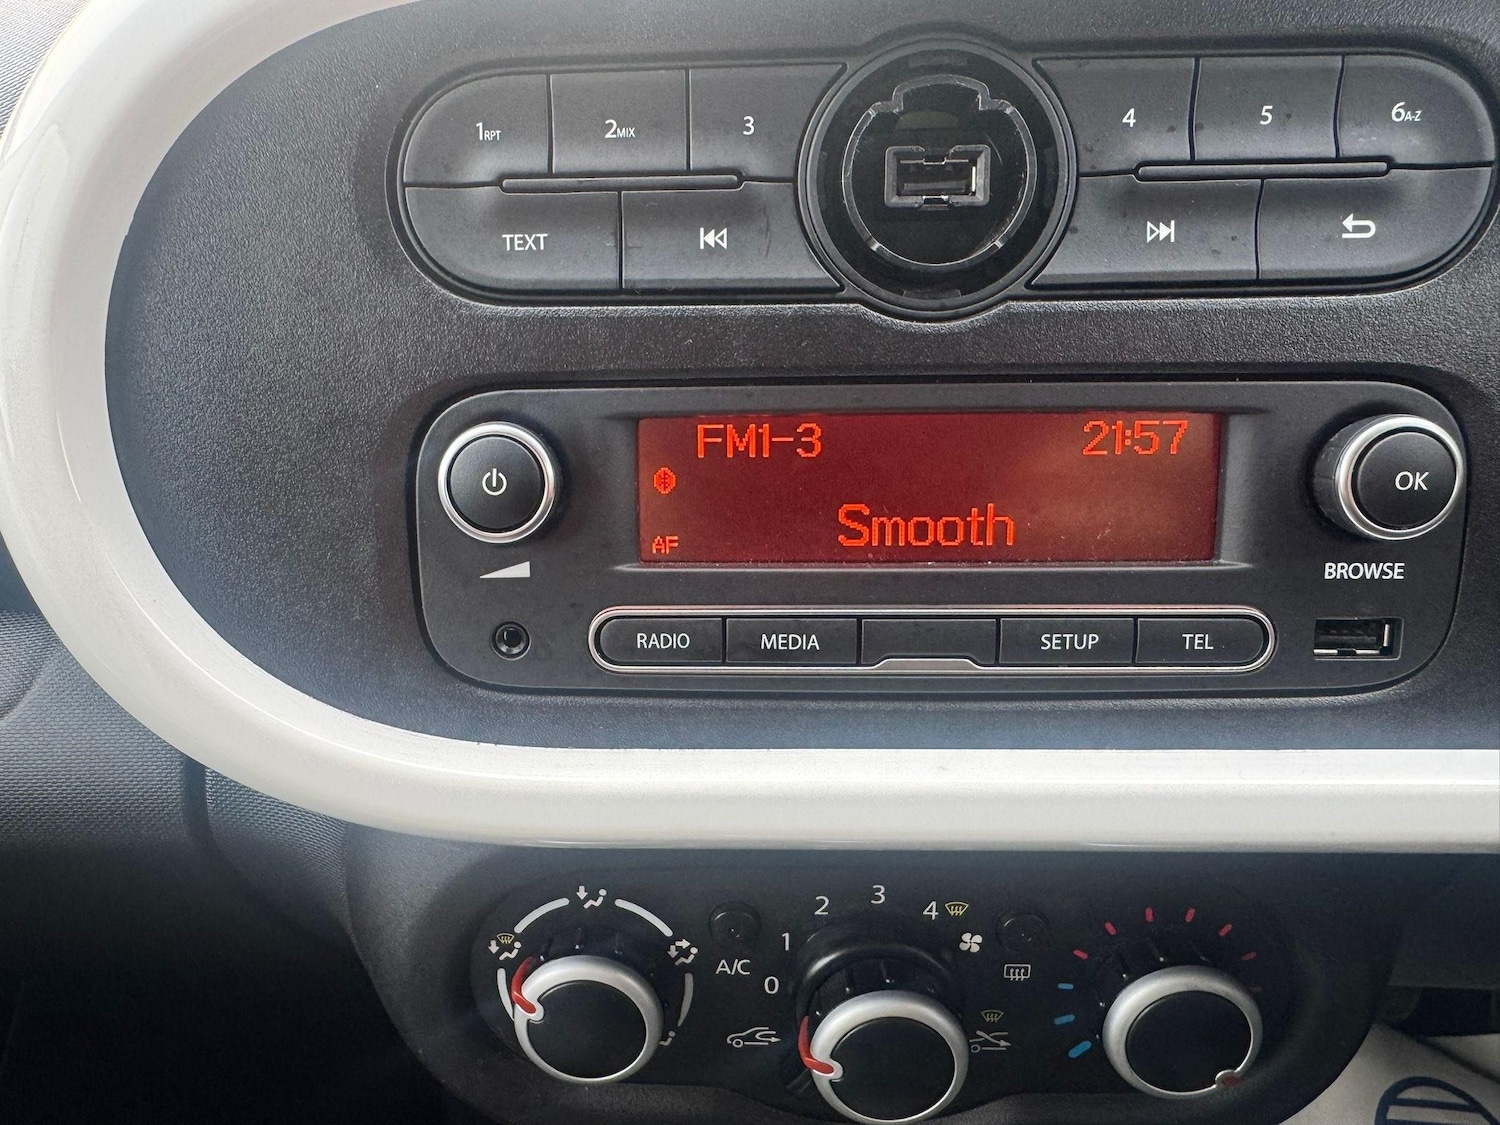 1RPT 2MIX 3 4 5 6A-Z
TEXT
FM1-3 21:57
Smooth
AF
OK
BROWSE
RADIO MEDIA SETUP TEL
A/C 0 1 2 3 4